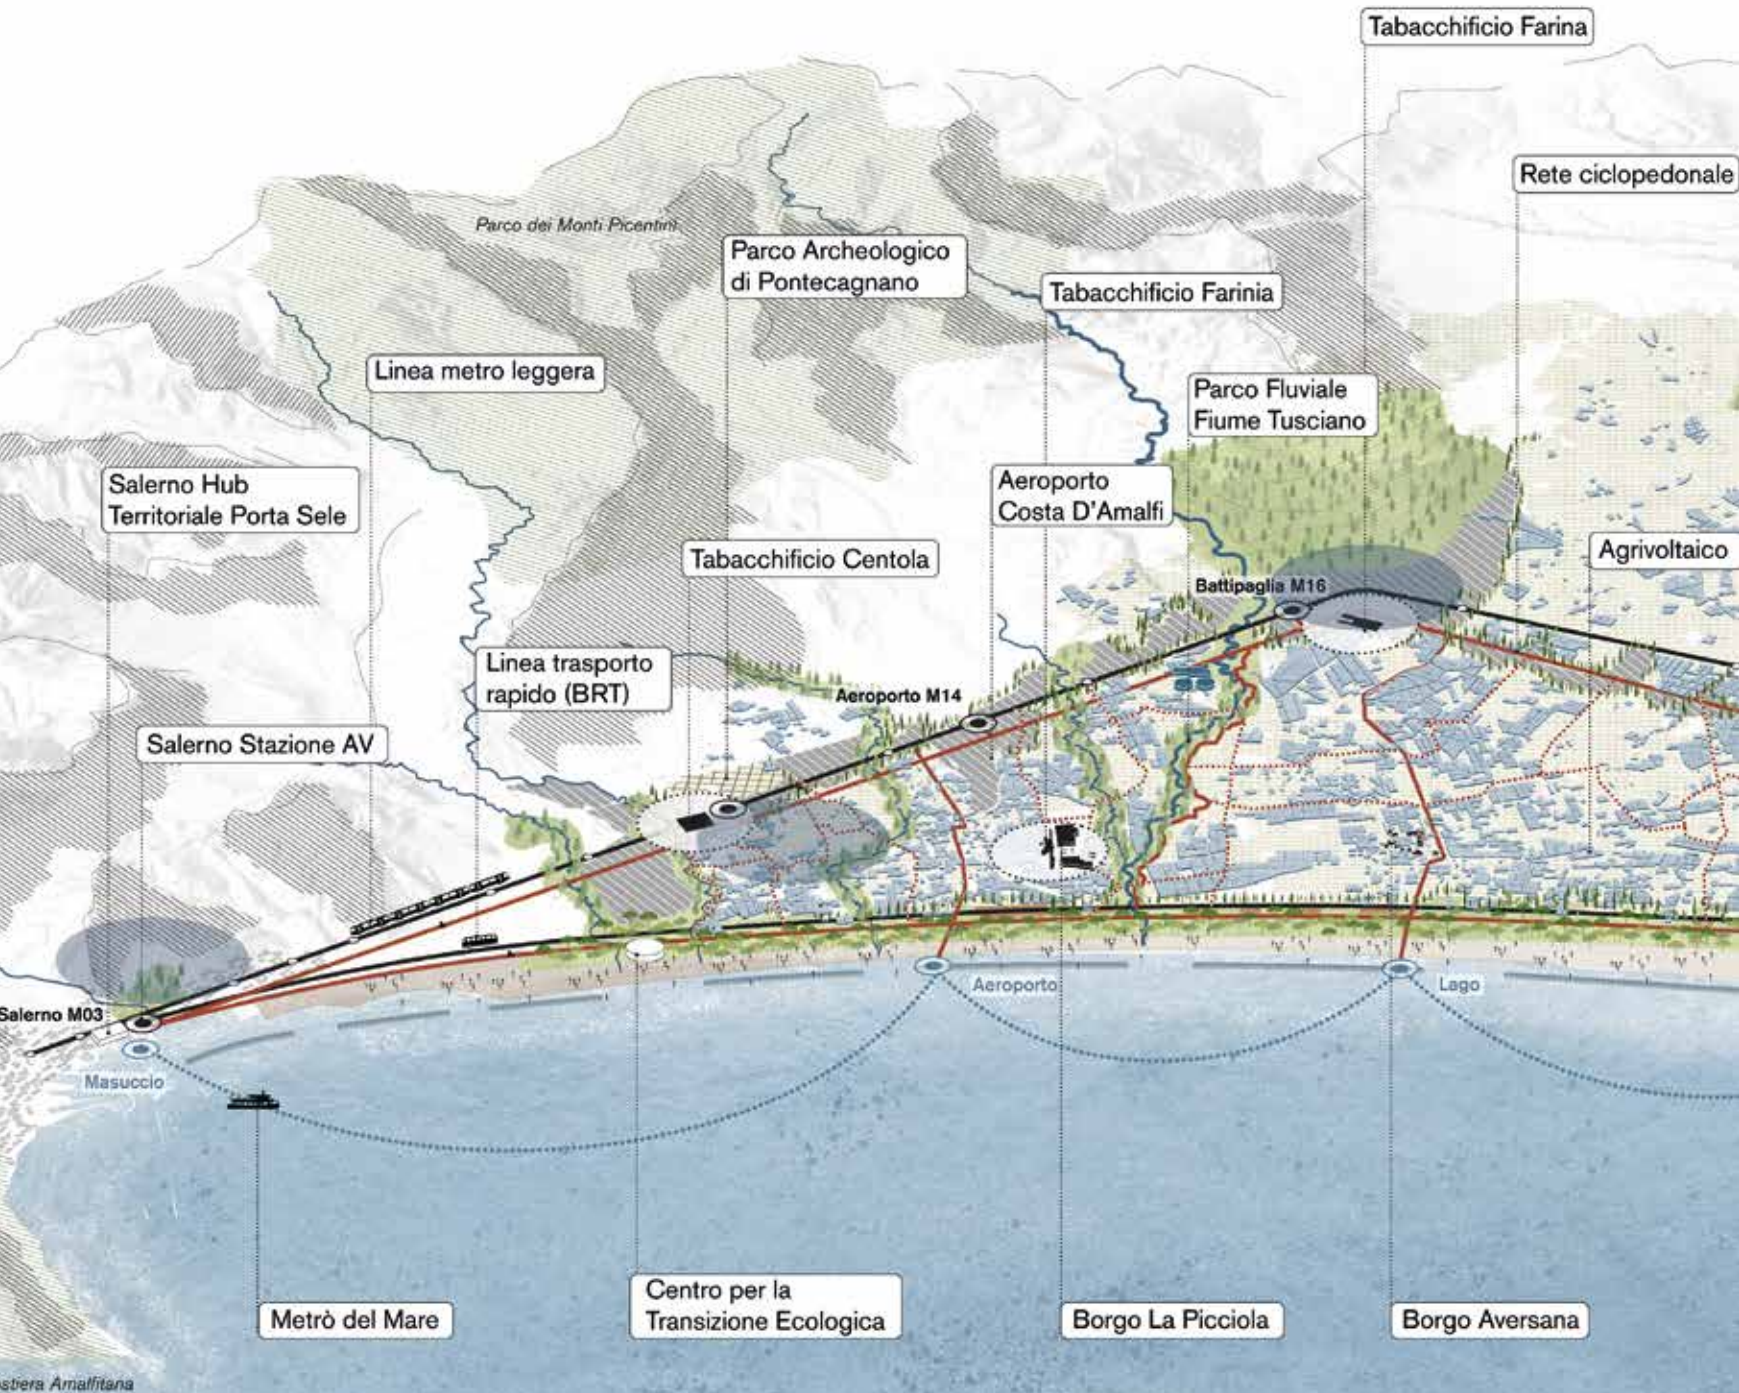 Tabacchificio Farina
Rete ciclopedonale
Parco dei Monti Picentini
Parco Archeologico
di Pontecagnano
Tabacchificio Farinia
Linea metro leggera
Parco Fluviale
Fiume Tusciano
Salerno Hub
Territoriale Porta Sele
Aeroporto
Costa D'Amalfi
Tabacchificio Centola
Agrivoltaico
Battipaglia M16
Linea trasporto
rapido (BRT)
Aeroporto M14
Salerno Stazione AV
Salerno M03
Aeroporto
Lago
Masuccio
Metrò del Mare
Centro per la
Transizione Ecologica
Borgo La Picciola
Borgo Aversana
stiera Amalfitana